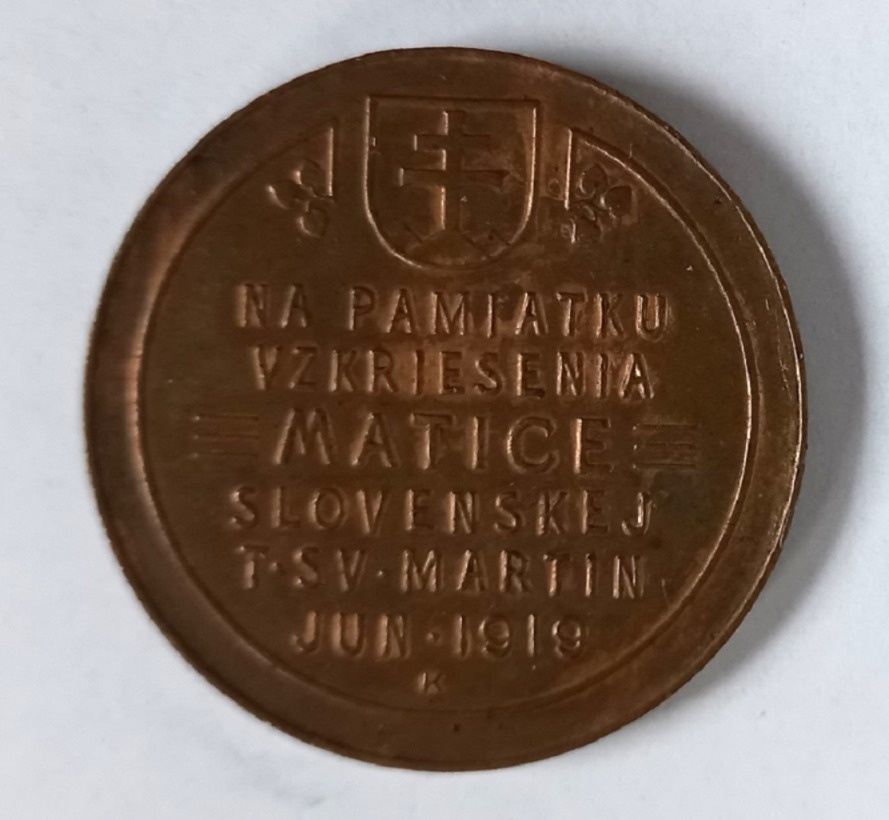 NA PAMIATKU
VZKRIESENIA
MATICE
SLOVENSKEJ
T·SV·MARTIN
JUN·1919
K